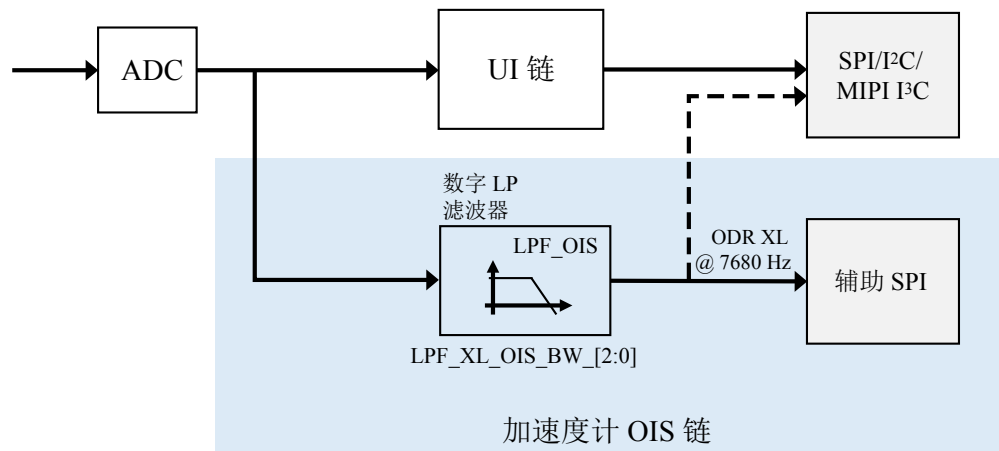 ADC
UI 链
SPI/I²C/
MIPI I³C
数字 LP
滤波器
LPF_OIS
ODR XL
@ 7680 Hz
辅助 SPI
LPF_XL_OIS_BW_[2:0]
加速度计 OIS 链